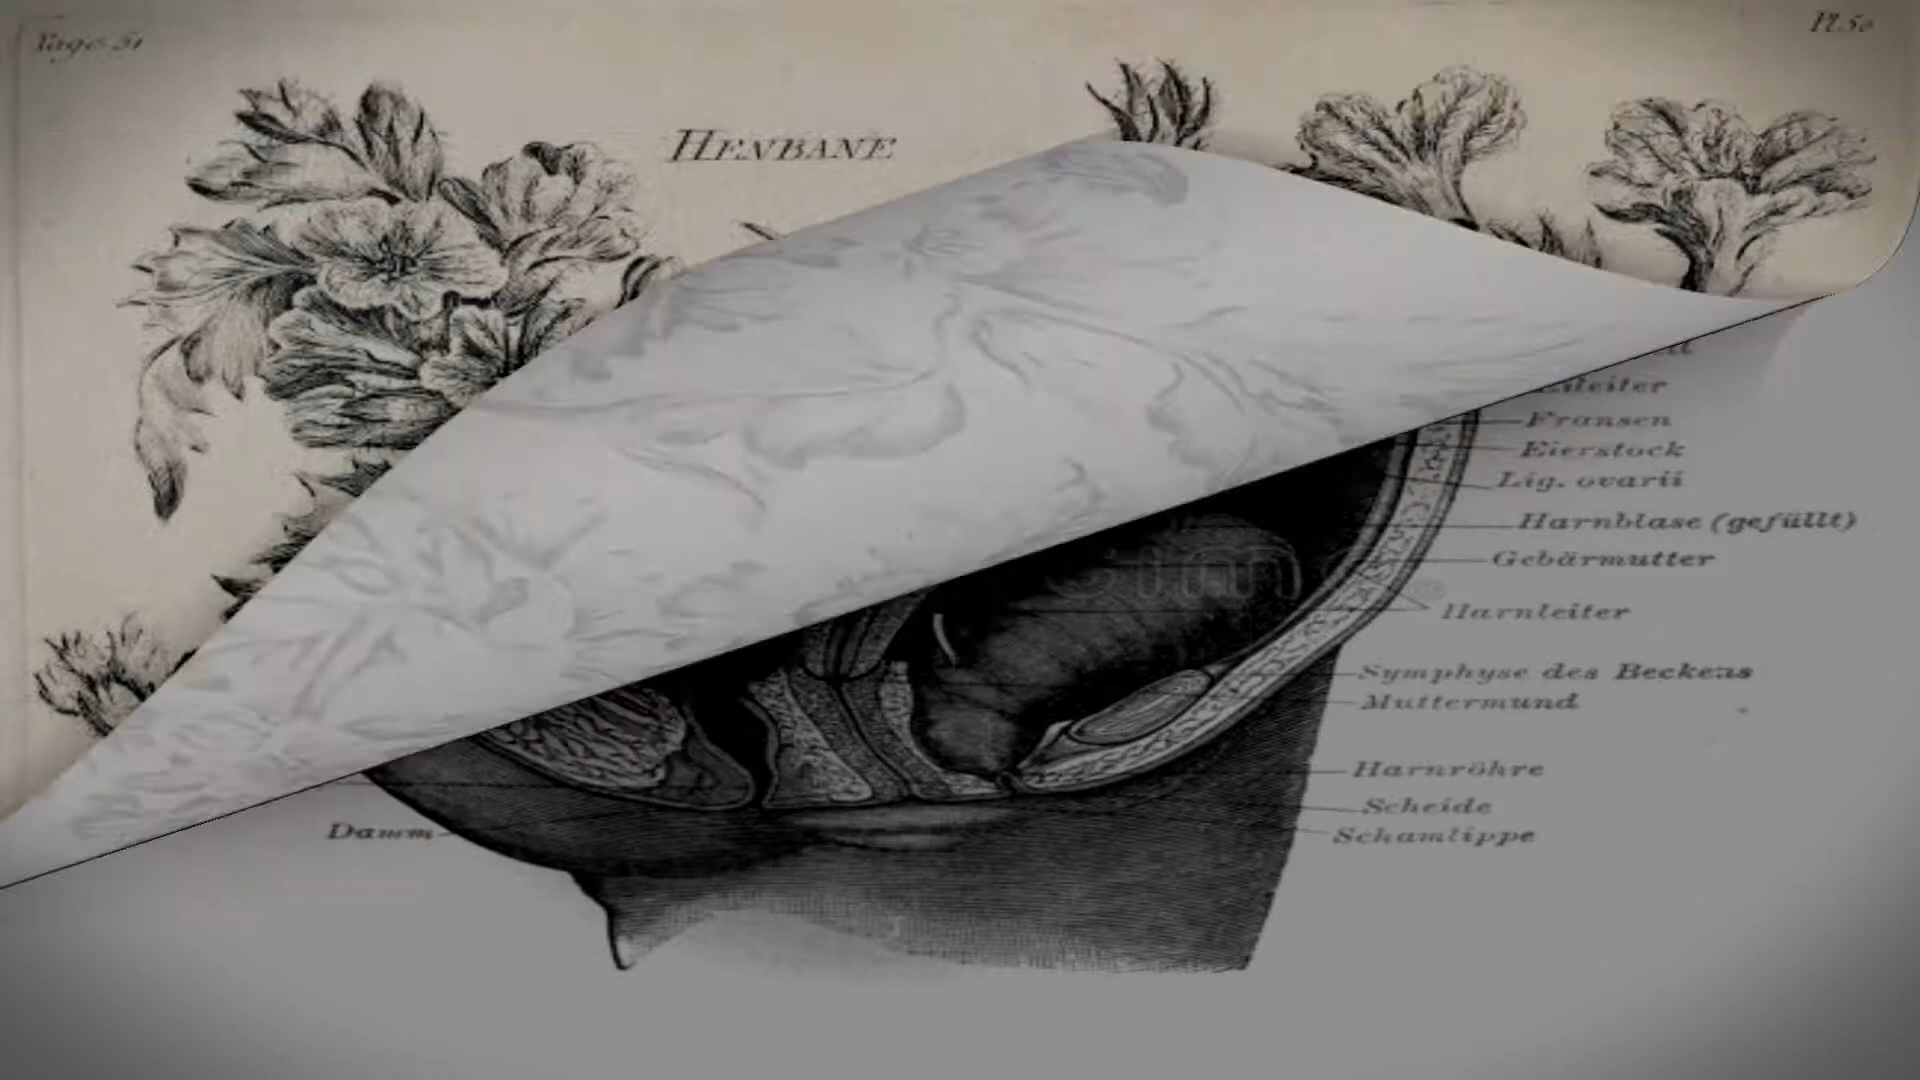 Page 51
Pl.50
HENBANE
Fransen
Eierstock
Lig. ovarii
Harnblase (gefüllt)
Gebärmutter
Harnleiter
Symphyse des Beckens
Muttermund
Harnröhre
Scheide
Schamlippe
Damm